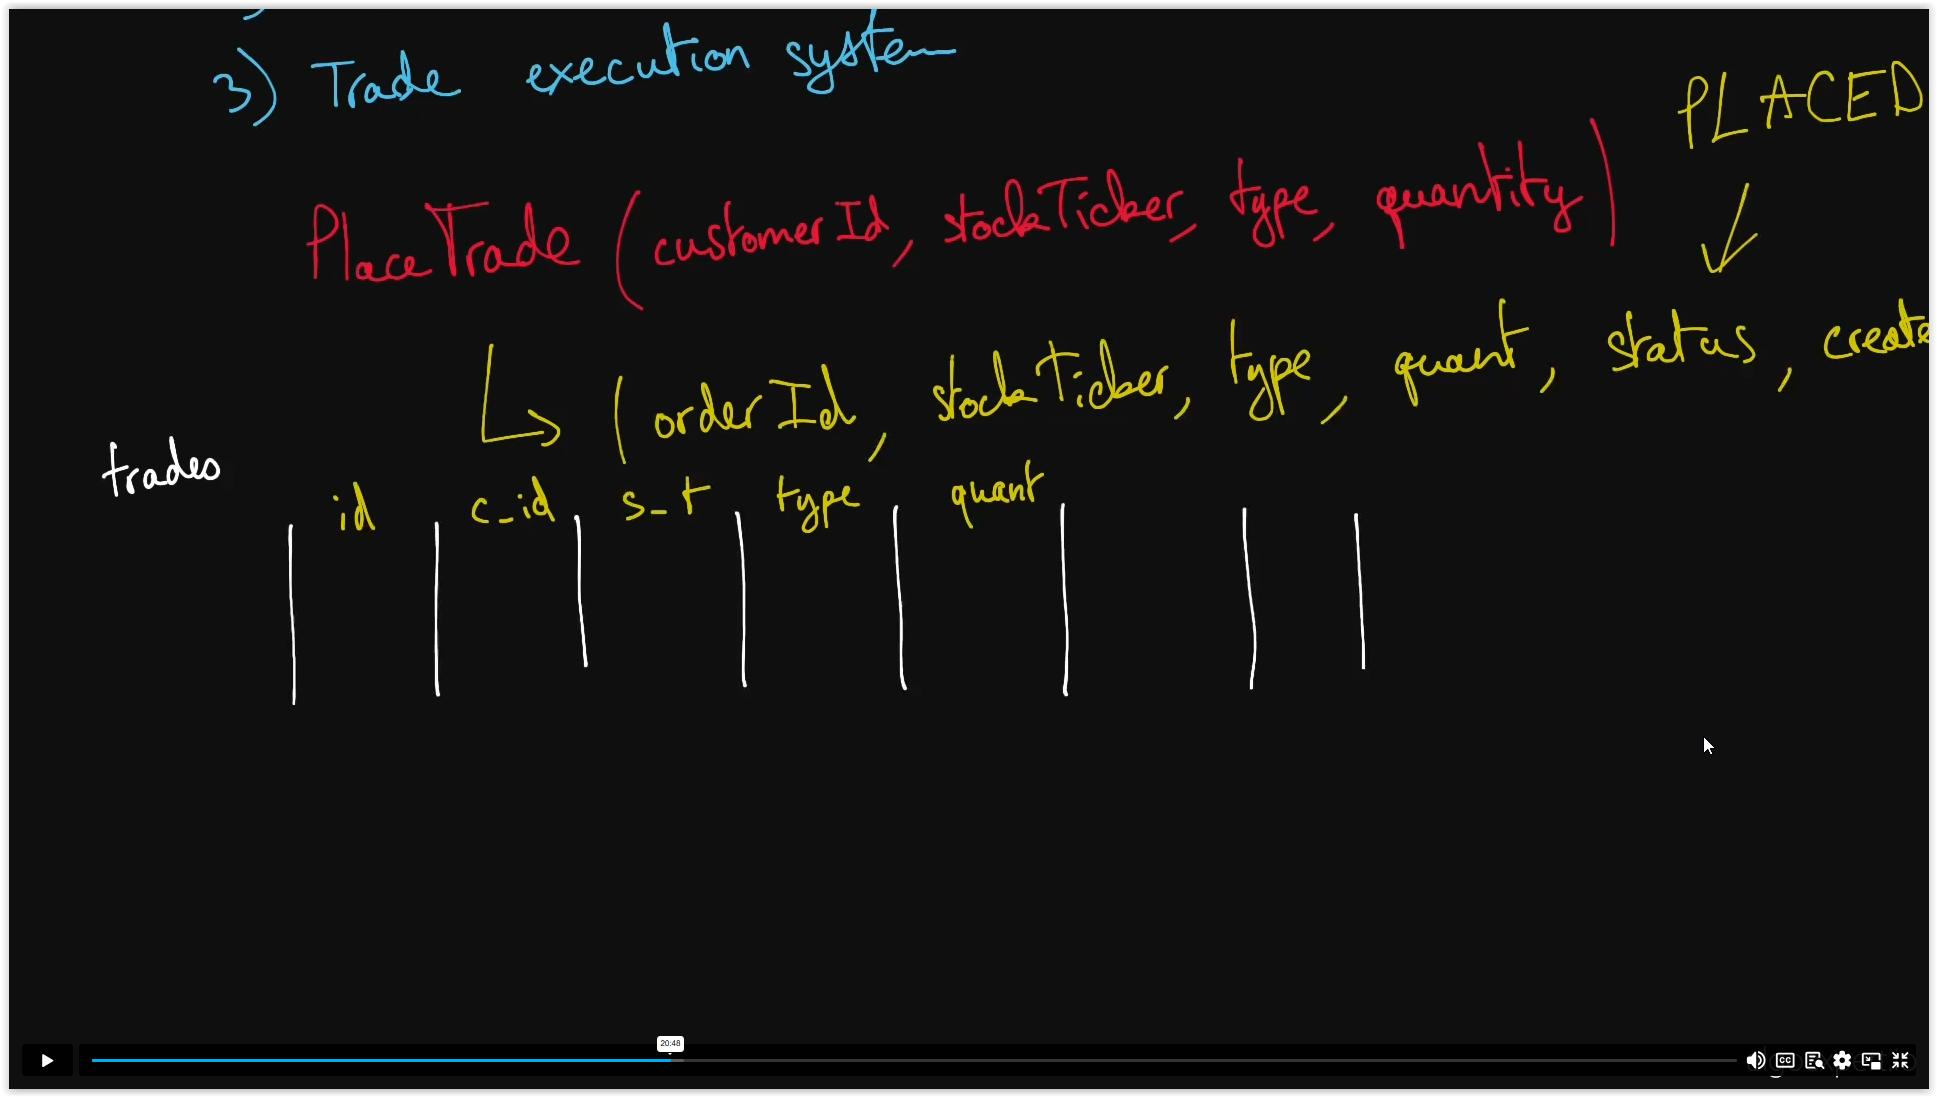 3) Trade execution system
PLACED
PlaceTrade (customerId, stockTicker, type, quantity)
(orderId, stockTicker, type, quant, status, create
trades
id c_id s_t type quant
20:48
CC